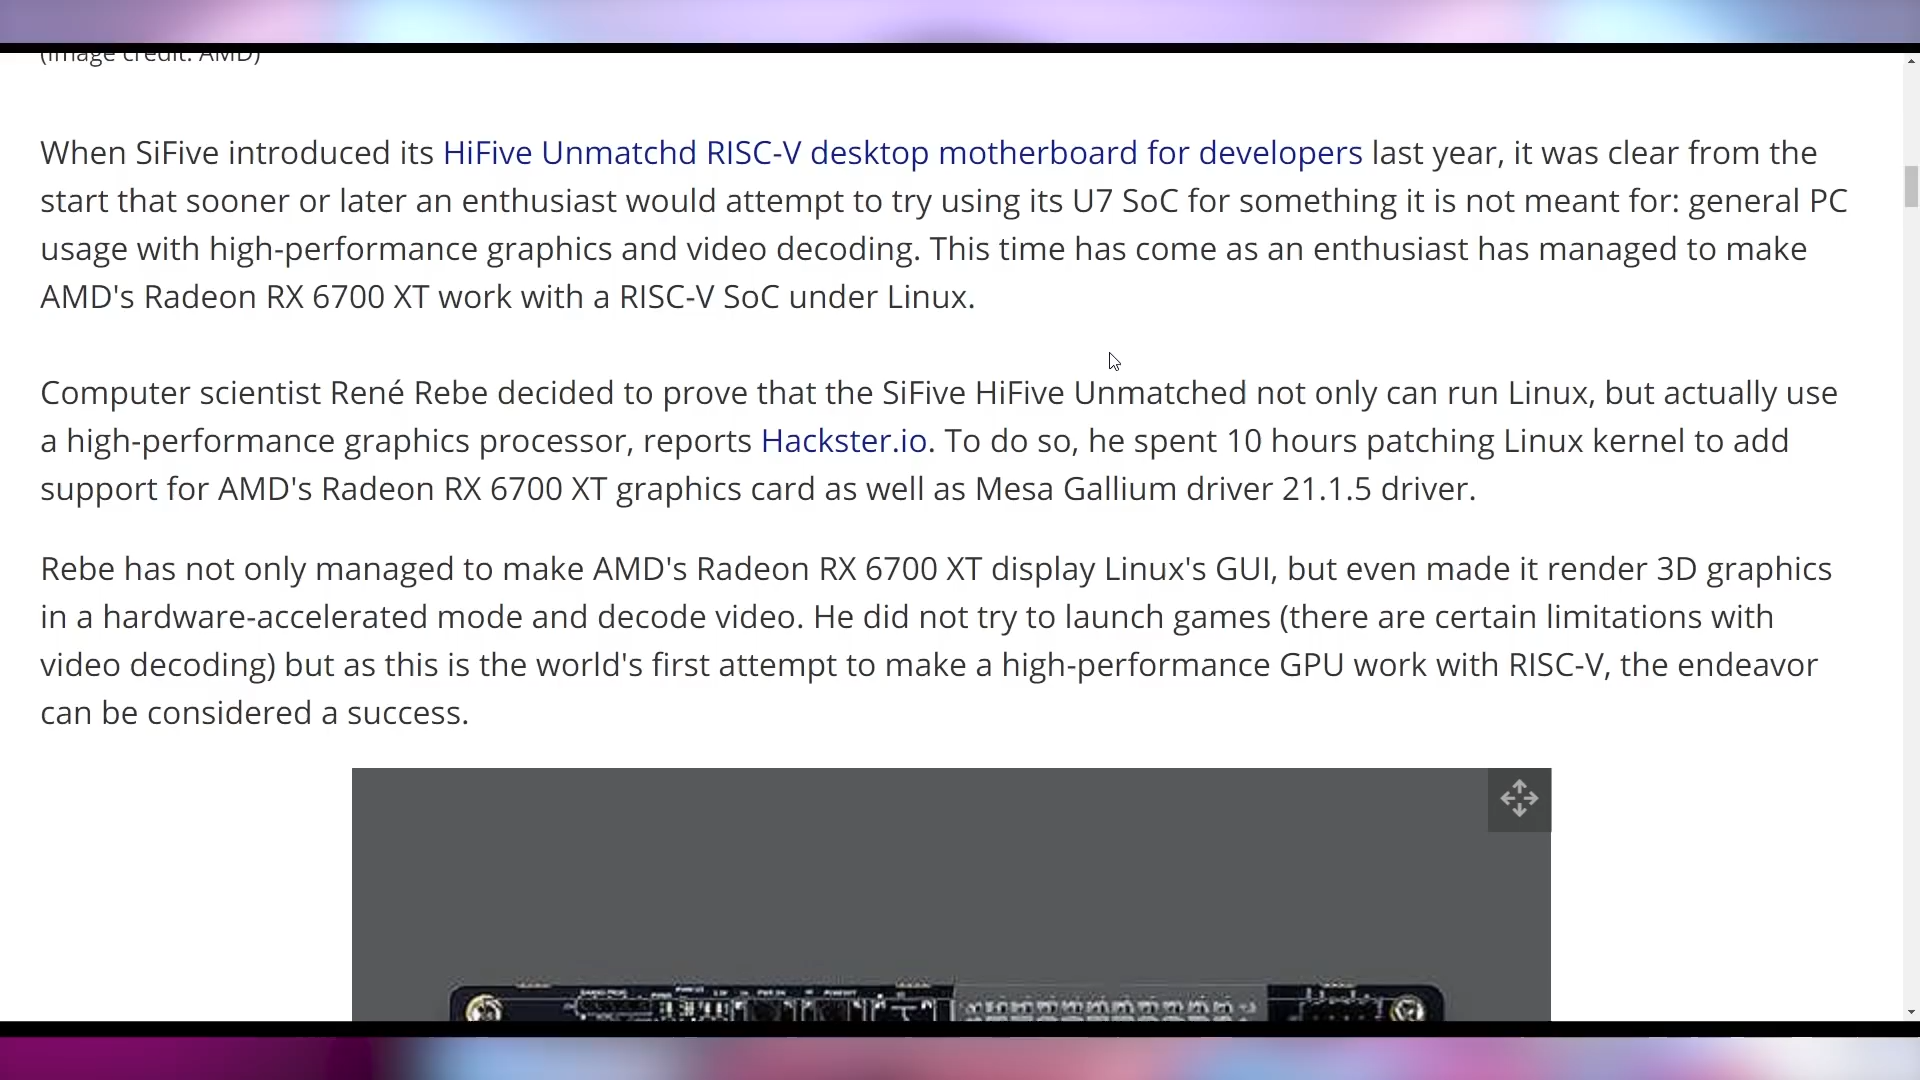 (Image credit: AMD)
When SiFive introduced its HiFive Unmatchd RISC-V desktop motherboard for developers last year, it was clear from the
start that sooner or later an enthusiast would attempt to try using its U7 SoC for something it is not meant for: general PC
usage with high-performance graphics and video decoding. This time has come as an enthusiast has managed to make
AMD's Radeon RX 6700 XT work with a RISC-V SoC under Linux.
Computer scientist René Rebe decided to prove that the SiFive HiFive Unmatched not only can run Linux, but actually use
a high-performance graphics processor, reports Hackster.io. To do so, he spent 10 hours patching Linux kernel to add
support for AMD's Radeon RX 6700 XT graphics card as well as Mesa Gallium driver 21.1.5 driver.
Rebe has not only managed to make AMD's Radeon RX 6700 XT display Linux's GUI, but even made it render 3D graphics
in a hardware-accelerated mode and decode video. He did not try to launch games (there are certain limitations with
video decoding) but as this is the world's first attempt to make a high-performance GPU work with RISC-V, the endeavor
can be considered a success.